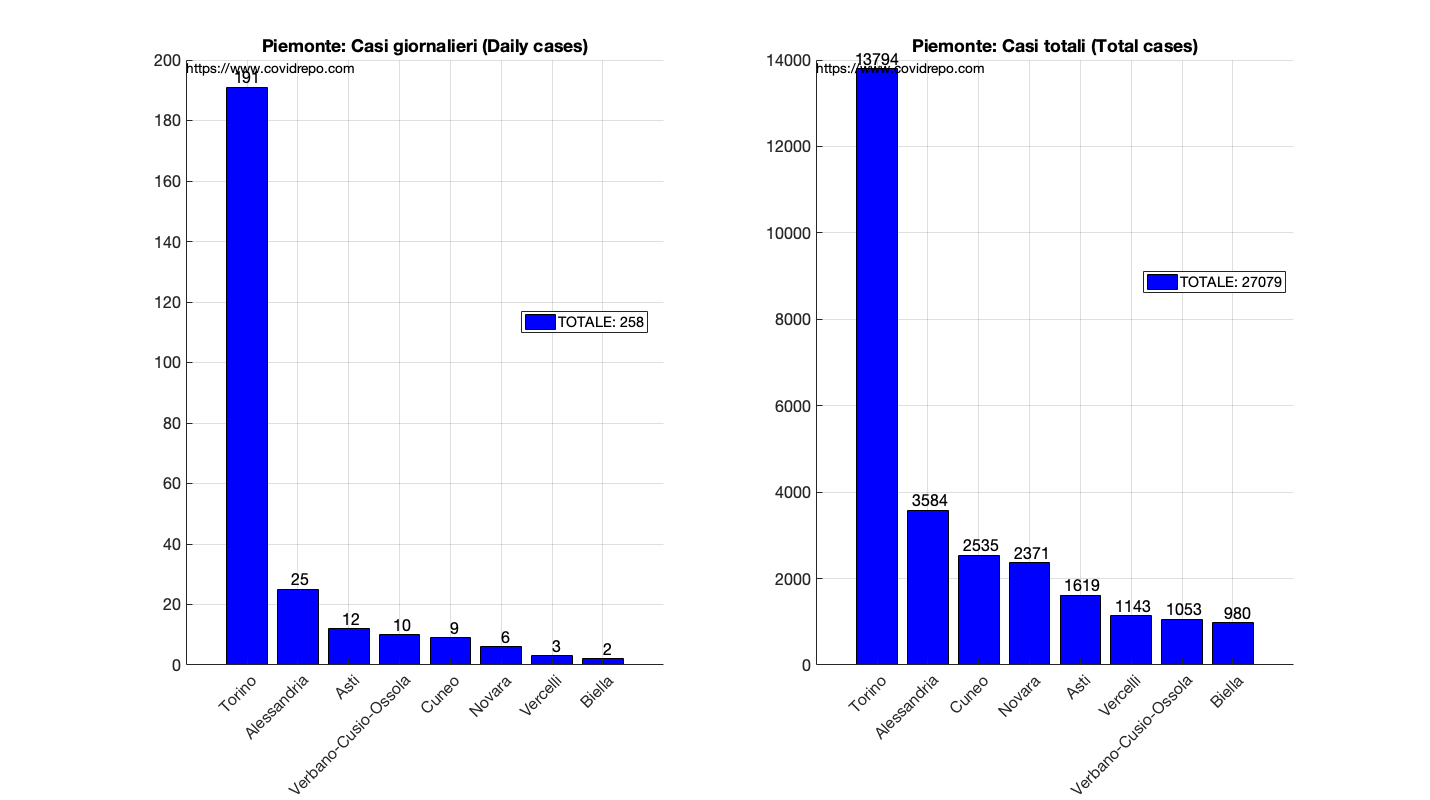 Piemonte: Casi giornalieri (Daily cases)
https://www.covidrepo.com
200
180
160
140
120
100
80
60
40
20
0
191
25
12
10
9
6
3
2
TOTALE: 258
Torino
Alessandria
Asti
Verbano-Cusio-Ossola
Cuneo
Novara
Vercelli
Biella
Piemonte: Casi totali (Total cases)
https://www.covidrepo.com
14000
12000
10000
8000
6000
4000
2000
0
13794
3584
2535
2371
1619
1143
1053
980
TOTALE: 27079
Torino
Alessandria
Cuneo
Novara
Asti
Vercelli
Verbano-Cusio-Ossola
Biella